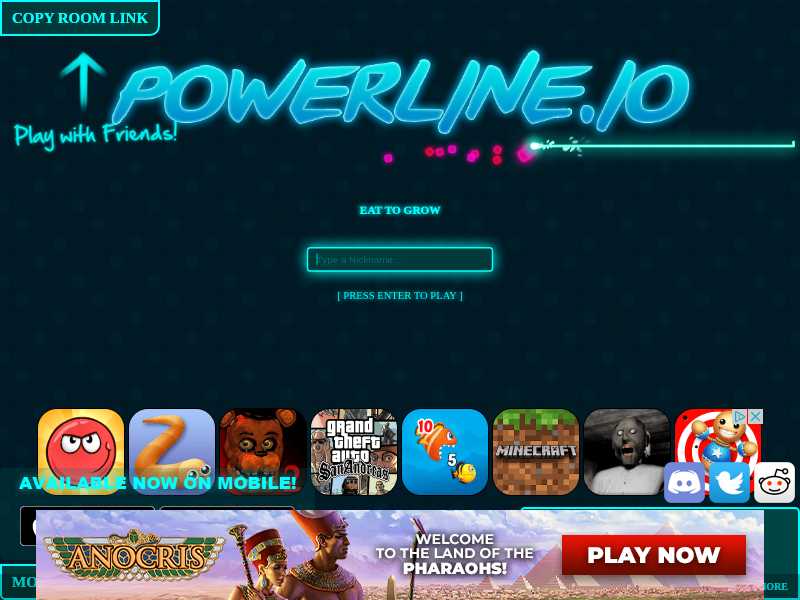 COPY ROOM LINK
POWERLINE.IO
Play with Friends!
EAT TO GROW
Type a Nickname
[ PRESS ENTER TO PLAY ]
10
5
grand
theft
auto
San Andreas
MINECRAFT
AVAILABLE NOW ON MOBILE!
ANOCRIS
WELCOME
TO THE LAND OF THE
PHARAOHS!
PLAY NOW
MO